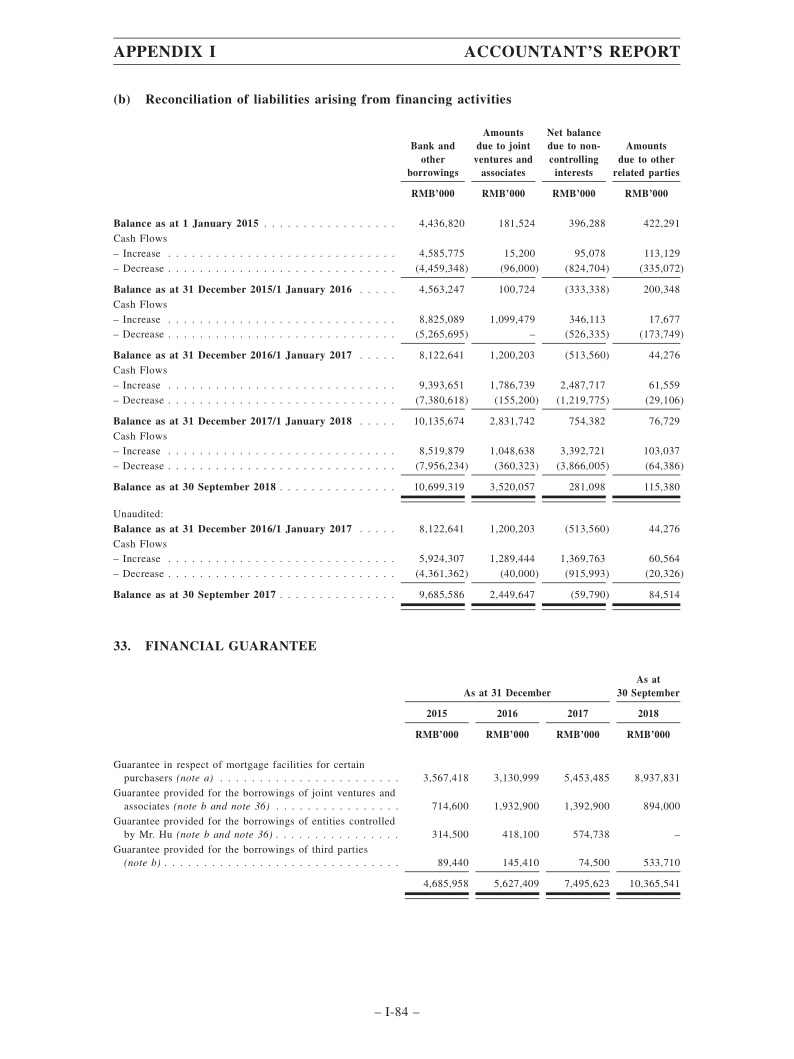 APPENDIX I ACCOUNTANT’S REPORT
(b) Reconciliation of liabilities arising from financing activities
Amounts Net balance
Bank and due to joint due to non- Amounts
other ventures and controlling due to other
borrowings associates interests related parties
RMB’000 RMB’000 RMB’000 RMB’000
Balance as at 1 January 2015 . . . . . . . . . . . . . . . . . 4,436,820 181,524 396,288 422,291
Cash Flows
– Increase . . . . . . . . . . . . . . . . . . . . . . . . . . . . . 4,585,775 15,200 95,078 113,129
– Decrease . . . . . . . . . . . . . . . . . . . . . . . . . . . . . (4,459,348) (96,000) (824,704) (335,072)
Balance as at 31 December 2015/1 January 2016 . . . . . 4,563,247 100,724 (333,338) 200,348
Cash Flows
– Increase . . . . . . . . . . . . . . . . . . . . . . . . . . . . . 8,825,089 1,099,479 346,113 17,677
– Decrease . . . . . . . . . . . . . . . . . . . . . . . . . . . . . (5,265,695) – (526,335) (173,749)
Balance as at 31 December 2016/1 January 2017 . . . . . 8,122,641 1,200,203 (513,560) 44,276
Cash Flows
– Increase . . . . . . . . . . . . . . . . . . . . . . . . . . . . . 9,393,651 1,786,739 2,487,717 61,559
– Decrease . . . . . . . . . . . . . . . . . . . . . . . . . . . . . (7,380,618) (155,200) (1,219,775) (29,106)
Balance as at 31 December 2017/1 January 2018 . . . . . 10,135,674 2,831,742 754,382 76,729
Cash Flows
– Increase . . . . . . . . . . . . . . . . . . . . . . . . . . . . . 8,519,879 1,048,638 3,392,721 103,037
– Decrease . . . . . . . . . . . . . . . . . . . . . . . . . . . . . (7,956,234) (360,323) (3,866,005) (64,386)
Balance as at 30 September 2018 . . . . . . . . . . . . . . . 10,699,319 3,520,057 281,098 115,380
Unaudited:
Balance as at 31 December 2016/1 January 2017 . . . . . 8,122,641 1,200,203 (513,560) 44,276
Cash Flows
– Increase . . . . . . . . . . . . . . . . . . . . . . . . . . . . . 5,924,307 1,289,444 1,369,763 60,564
– Decrease . . . . . . . . . . . . . . . . . . . . . . . . . . . . . (4,361,362) (40,000) (915,993) (20,326)
Balance as at 30 September 2017 . . . . . . . . . . . . . . . 9,685,586 2,449,647 (59,790) 84,514
33. FINANCIAL GUARANTEE
As at
As at 31 December 30 September
2015 2016 2017 2018
RMB’000 RMB’000 RMB’000 RMB’000
Guarantee in respect of mortgage facilities for certain
purchasers (note a) . . . . . . . . . . . . . . . . . . . . . . . 3,567,418 3,130,999 5,453,485 8,937,831
Guarantee provided for the borrowings of joint ventures and
associates (note b and note 36) . . . . . . . . . . . . . . . . 714,600 1,932,900 1,392,900 894,000
Guarantee provided for the borrowings of entities controlled
by Mr. Hu (note b and note 36) . . . . . . . . . . . . . . . . 314,500 418,100 574,738 –
Guarantee provided for the borrowings of third parties
(note b) . . . . . . . . . . . . . . . . . . . . . . . . . . . . . . 89,440 145,410 74,500 533,710
4,685,958 5,627,409 7,495,623 10,365,541
– I-84 –